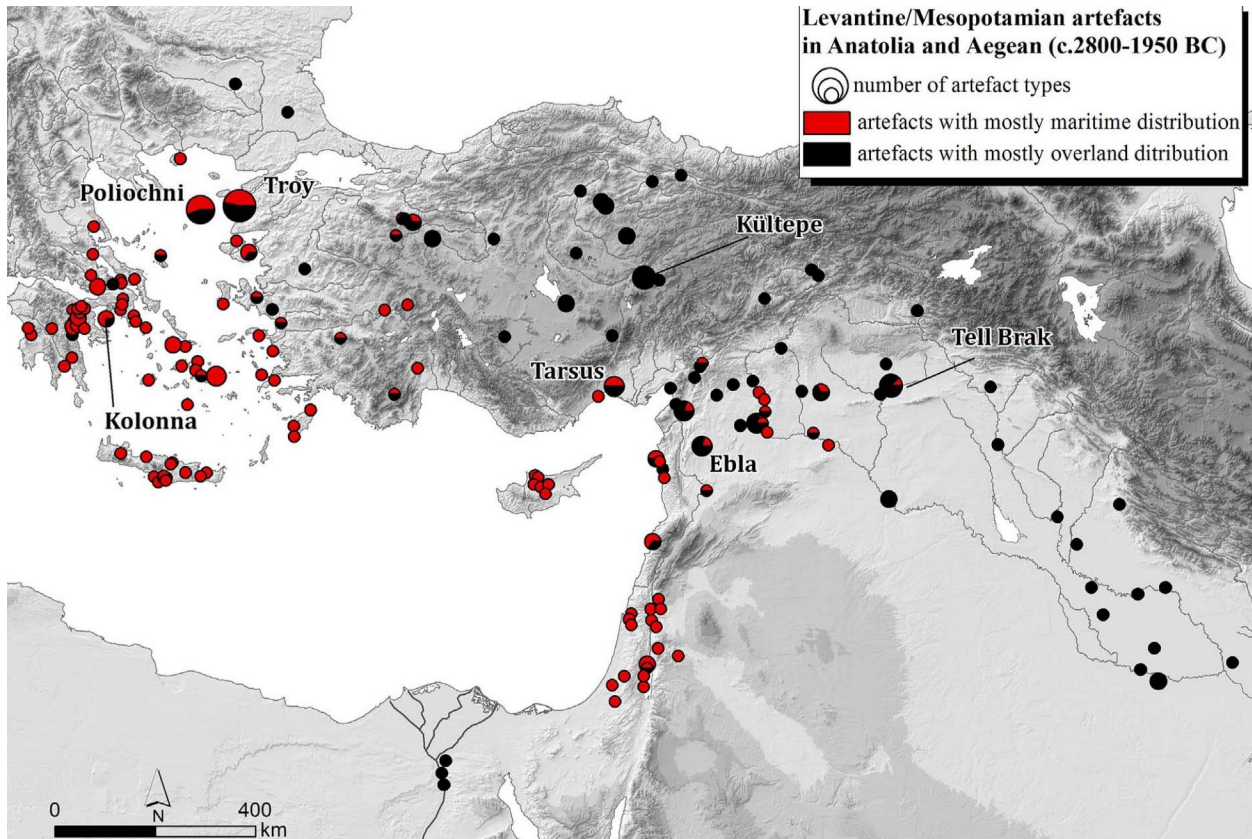 Levantine/Mesopotamian artefacts
in Anatolia and Aegean (c.2800-1950 BC)
number of artefact types
artefacts with mostly maritime distribution
artefacts with mostly overland ditribution
Poliochni
Troy
Kültepe
Tell Brak
Tarsus
Kolonna
Ebla
N
0 400
km